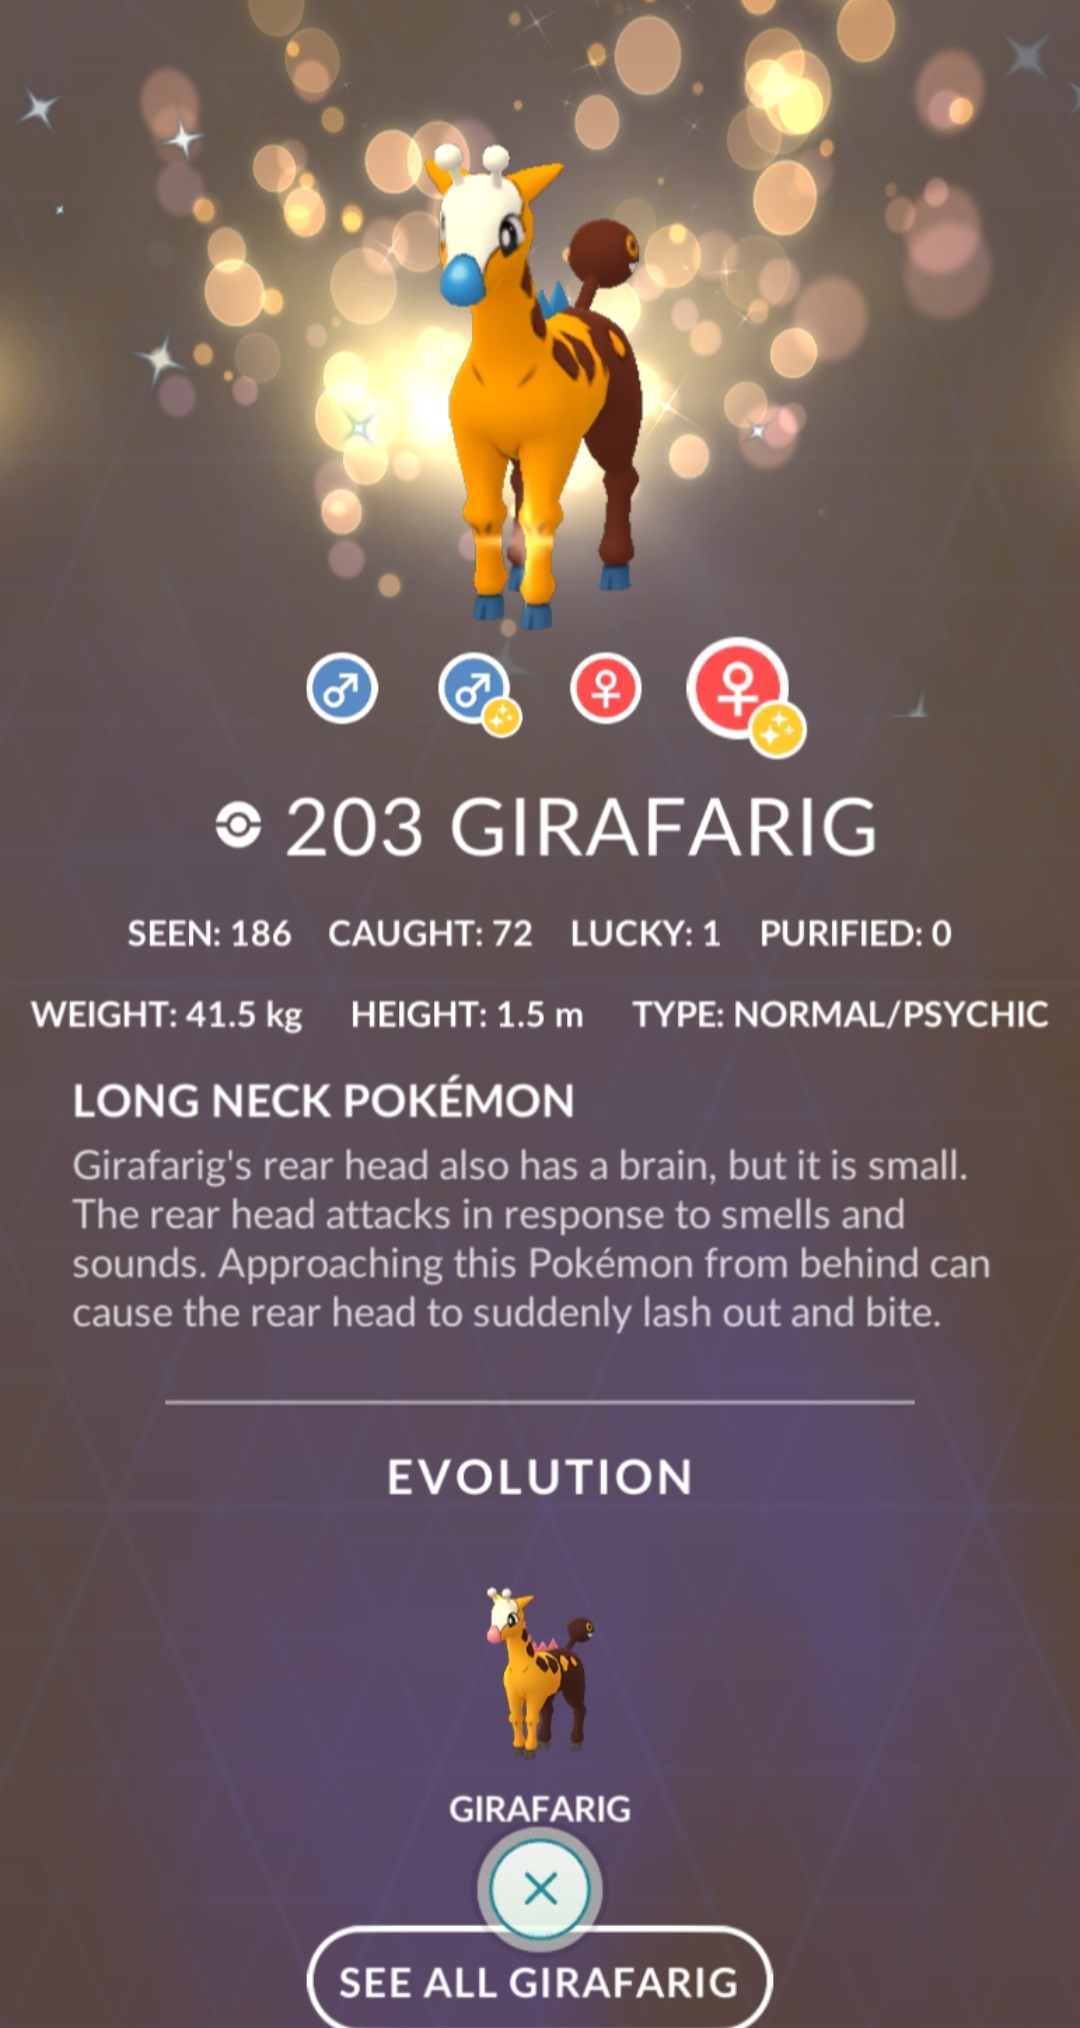 203 GIRAFARIG
SEEN: 186 CAUGHT: 72 LUCKY: 1 PURIFIED: 0
WEIGHT: 41.5 kg HEIGHT: 1.5 m TYPE: NORMAL/PSYCHIC
LONG NECK POKÉMON
Girafarig's rear head also has a brain, but it is small.
The rear head attacks in response to smells and
sounds. Approaching this Pokémon from behind can
cause the rear head to suddenly lash out and bite.
EVOLUTION
GIRAFARIG
SEE ALL GIRAFARIG